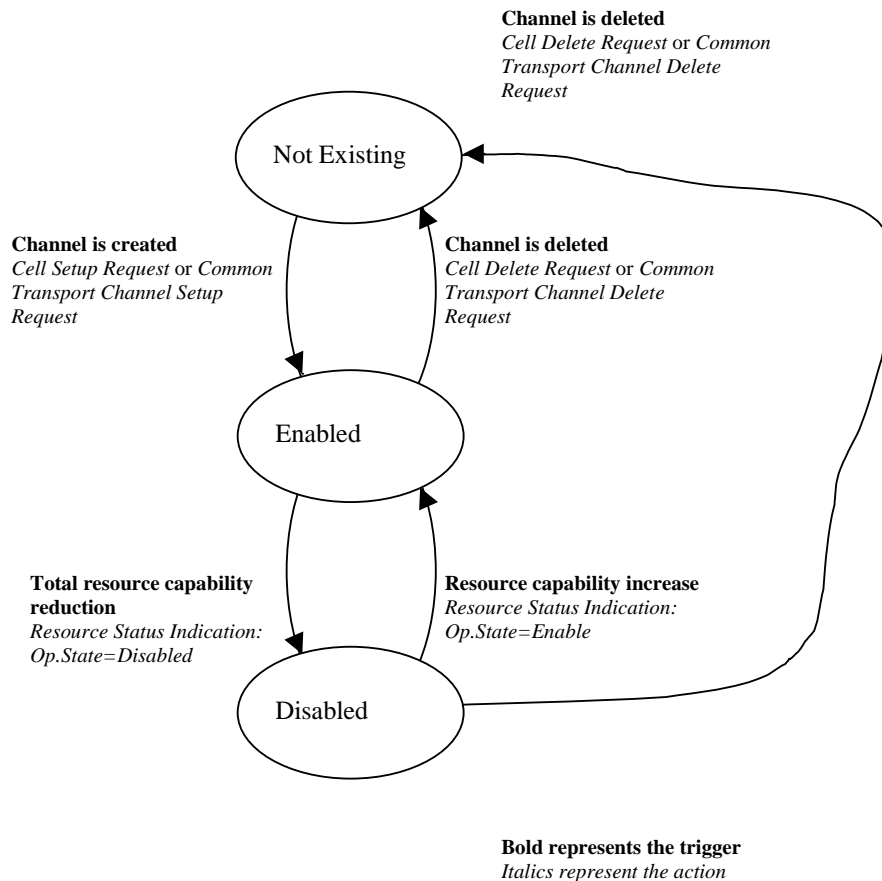 Channel is deleted
Cell Delete Request or Common
Transport Channel Delete
Request
Not Existing
Channel is created
Cell Setup Request or Common
Transport Channel Setup
Request
Channel is deleted
Cell Delete Request or Common
Transport Channel Delete
Request
Enabled
Total resource capability
reduction
Resource Status Indication:
Op.State=Disabled
Resource capability increase
Resource Status Indication:
Op.State=Enable
Disabled
Bold represents the trigger
Italics represent the action